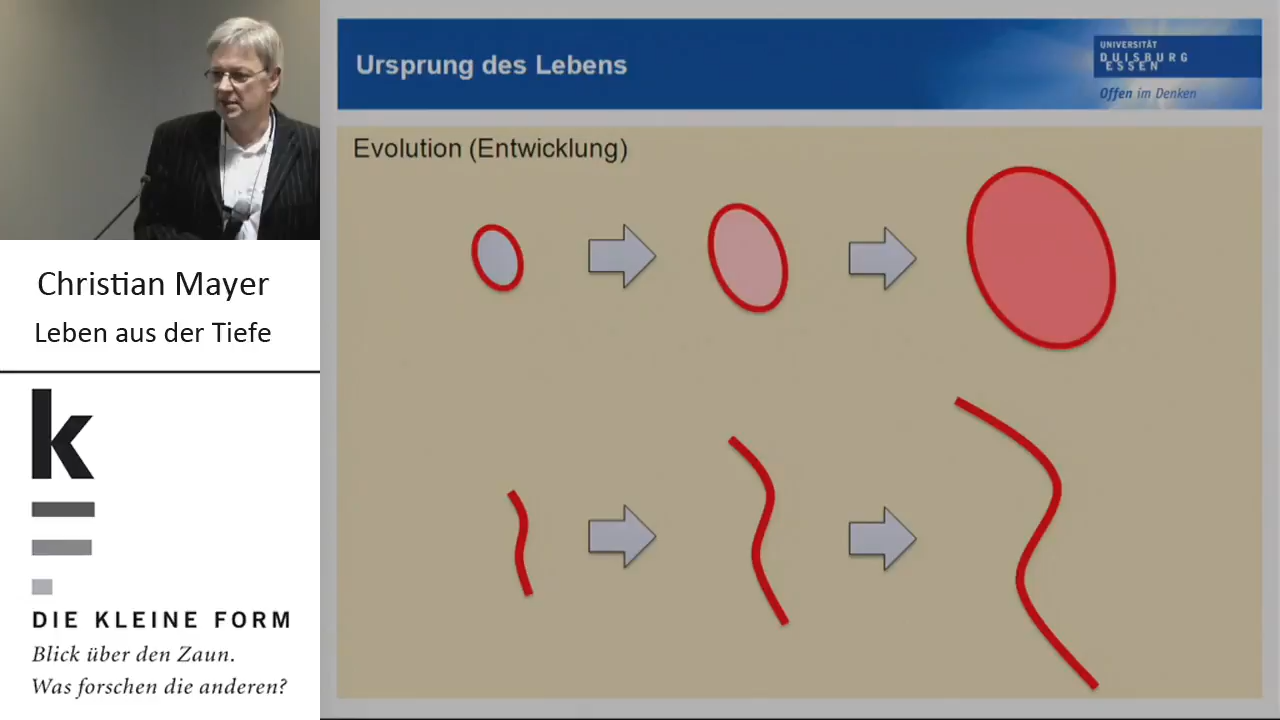 Christian Mayer
Leben aus der Tiefe
k
DIE KLEINE FORM
Blick über den Zaun.
Was forschen die anderen?
Ursprung des Lebens
UNIVERSITÄT
DUISBURG
ESSEN
Offen im Denken
Evolution (Entwicklung)